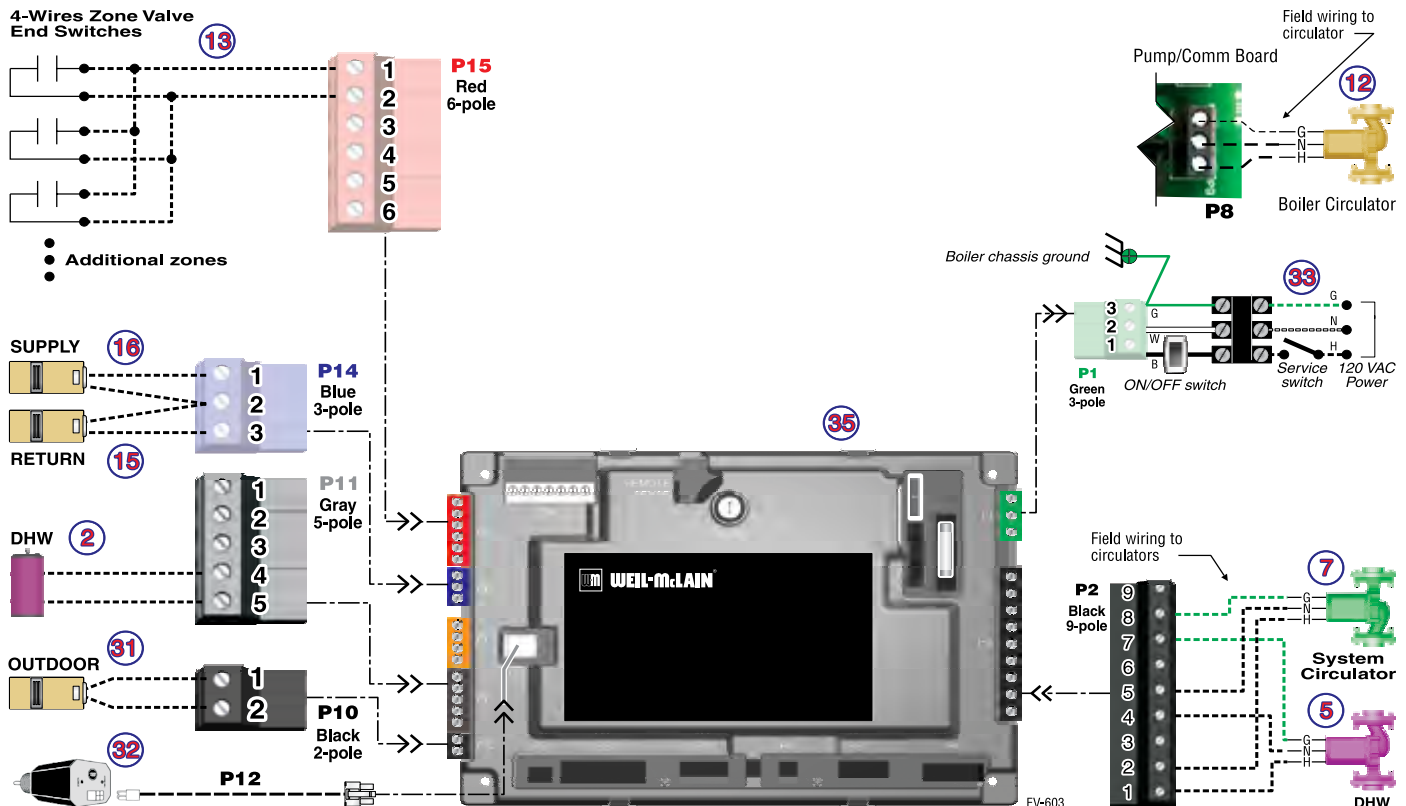 4-Wires Zone Valve
End Switches
13
1
2
3
4
5
6
P15
Red
6-pole
Additional zones
Field wiring to
circulator
Pump/Comm Board
12
G
N
H
P8
Boiler Circulator
Boiler chassis ground
33
3
2
1
G
W
B
G
N
H
P1
Green
3-pole
ON/OFF switch
Service
switch
120 VAC
Power
SUPPLY
16
1
2
3
P14
Blue
3-pole
RETURN
15
35
1
2
3
4
5
P11
Gray
5-pole
DHW
2
OUTDOOR
31
1
2
P10
Black
2-pole
32
P12
WM WEIL-McLAIN®
Field wiring to
circulators
P2
Black
9-pole
9
8
7
6
5
4
3
2
1
7
G
N
H
System
Circulator
5
G
N
H
DHW
EV-603